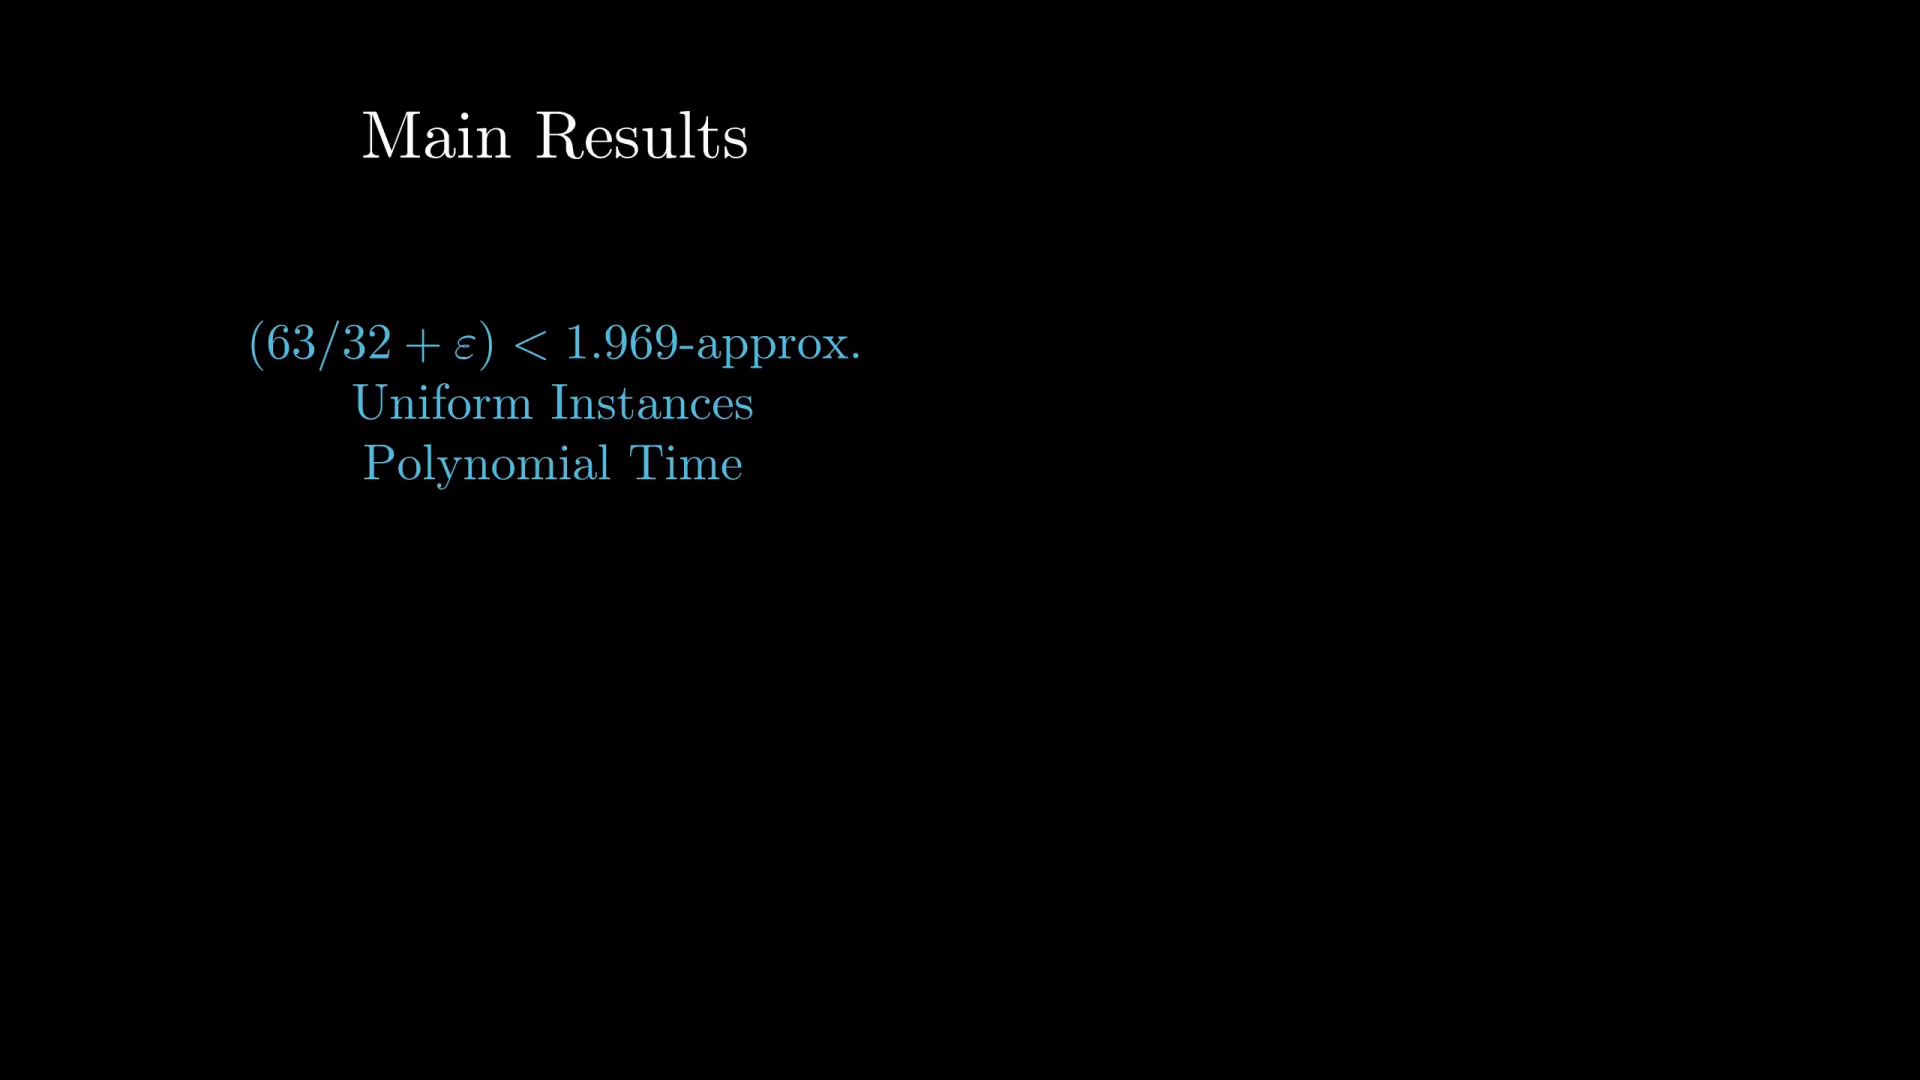 Main Results
(63/32 + ε) < 1.969-approx.
Uniform Instances
Polynomial Time